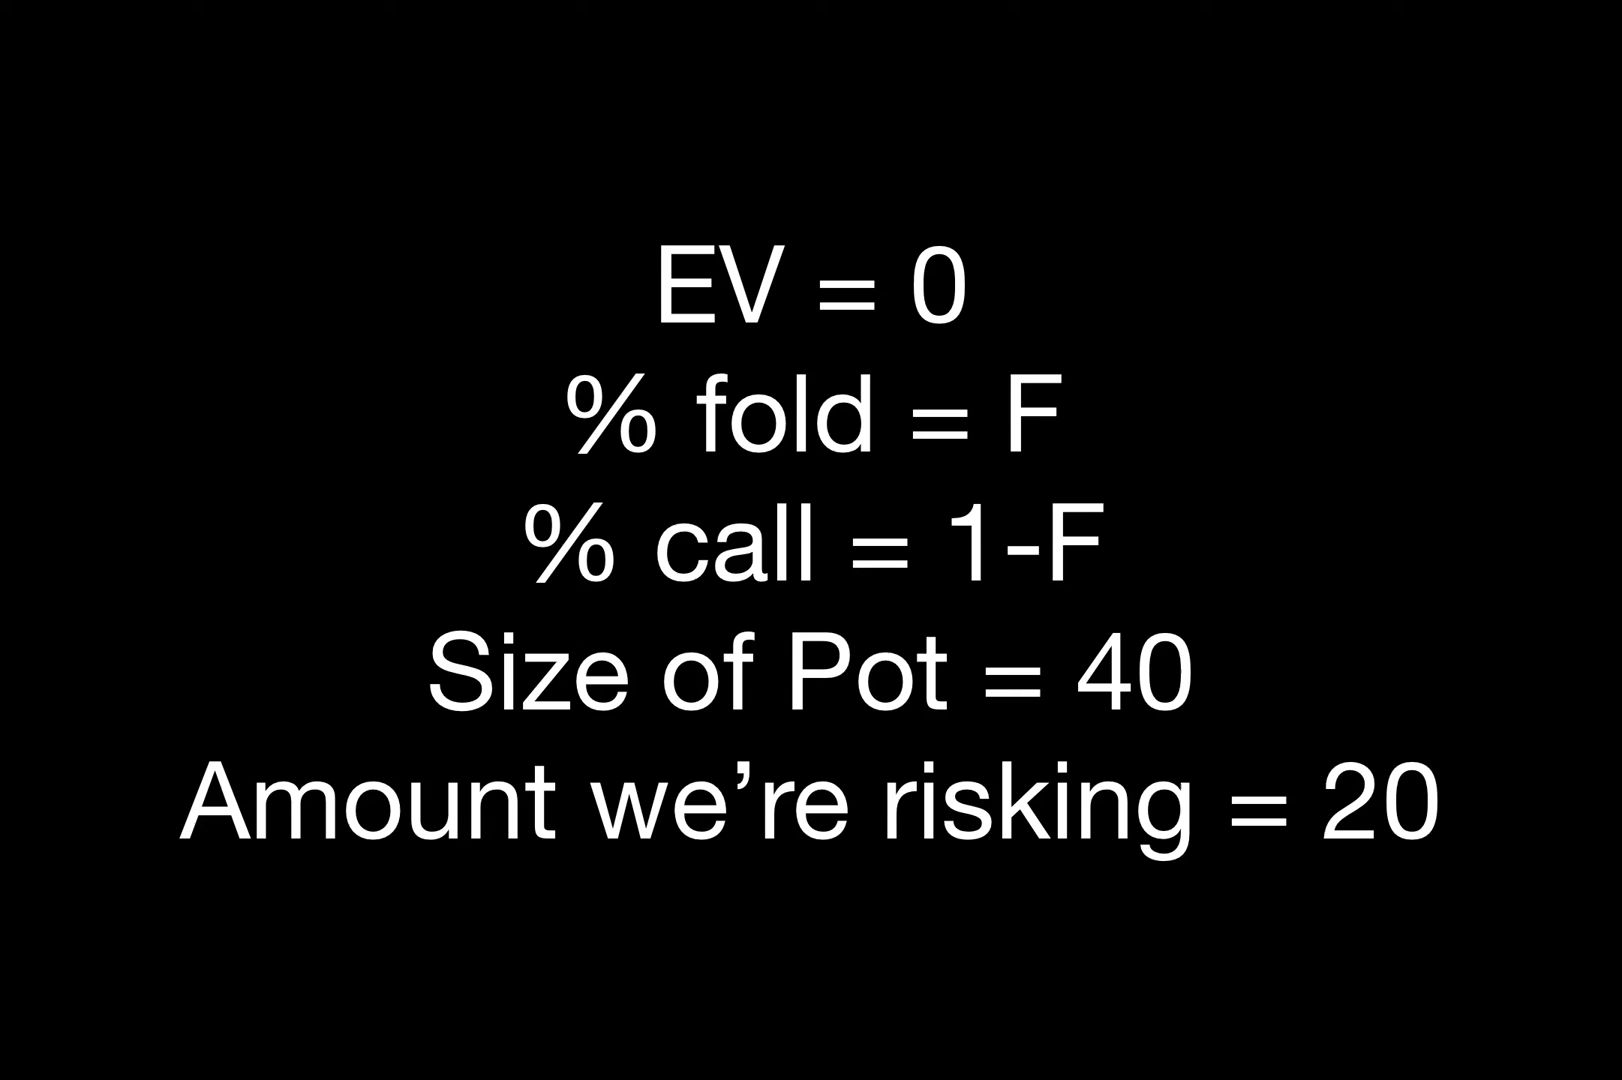 EV = 0
% fold = F
% call = 1-F
Size of Pot = 40
Amount we’re risking = 20